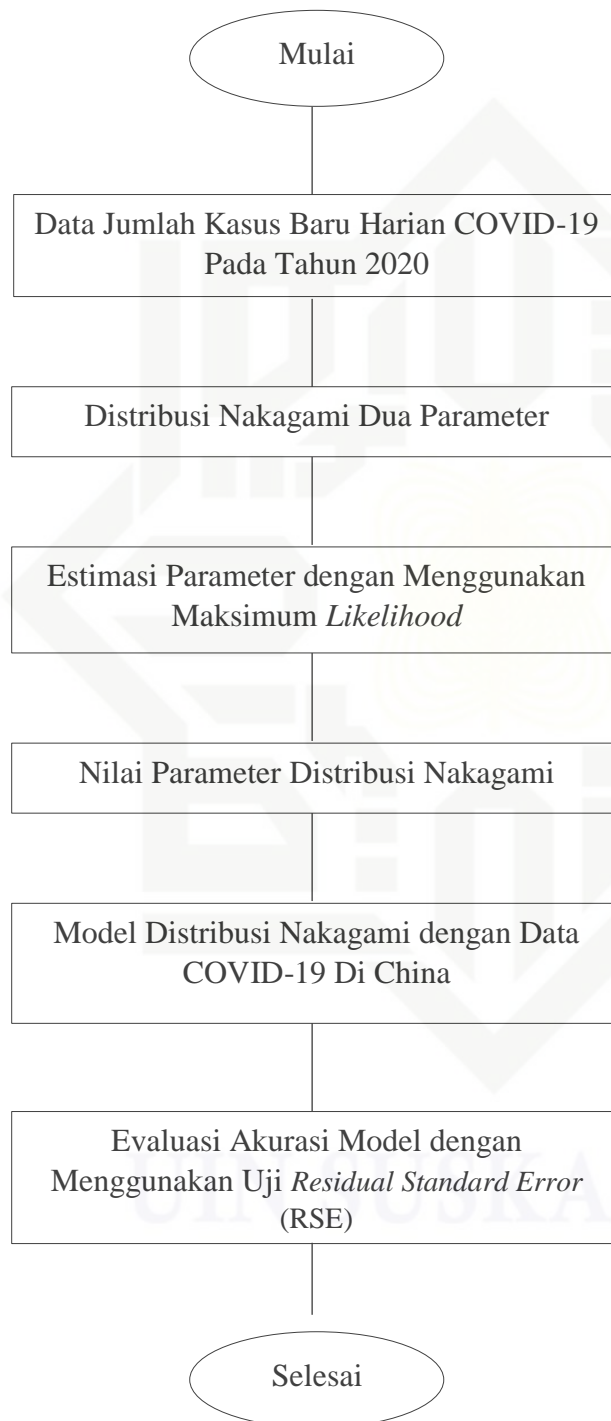 Mulai
Data Jumlah Kasus Baru Harian COVID-19
Pada Tahun 2020
Distribusi Nakagami Dua Parameter
Estimasi Parameter dengan Menggunakan
Maksimum Likelihood
Nilai Parameter Distribusi Nakagami
Model Distribusi Nakagami dengan Data
COVID-19 Di China
Evaluasi Akurasi Model dengan
Menggunakan Uji Residual Standard Error
(RSE)
UIN SUSKA
Selesai